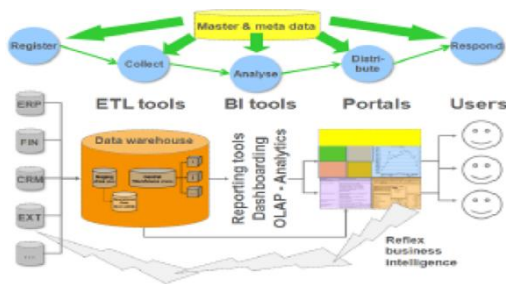 Master & meta data
Register
Respond
Collect
Analyse
Distri-
bute
ETL tools
BI tools
Portals
Users
ERP
FIN
CRM
EXT
...
Data warehouse
Reporting tools
Dashboarding
OLAP - Analytics
Reflex
business
intelligence